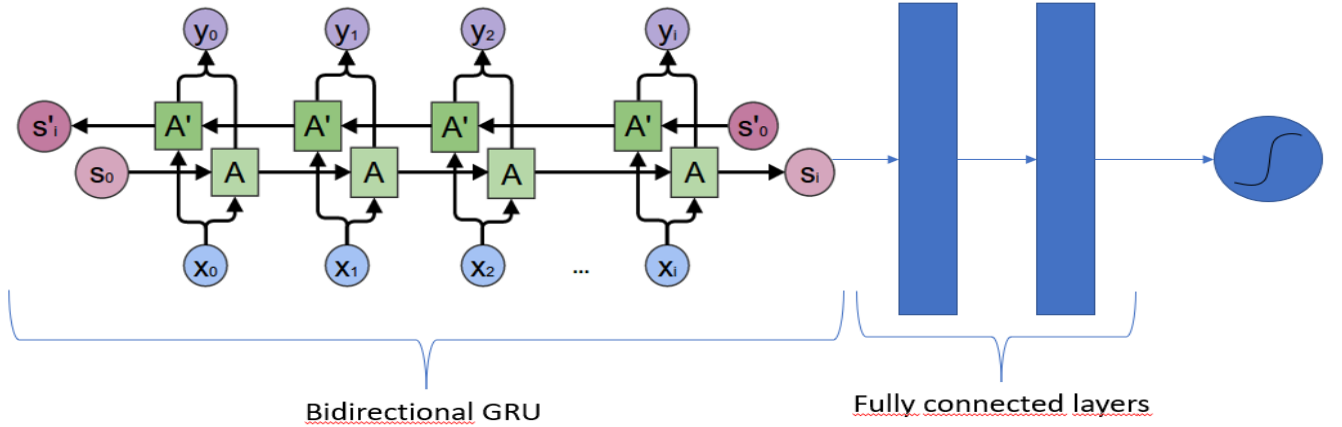 y₀ y₁ y₂ yᵢ
s'ᵢ A' A' A' A' s'₀
s₀ A A A A sᵢ
x₀ x₁ x₂ ... xᵢ
Bidirectional GRU
Fully connected layers